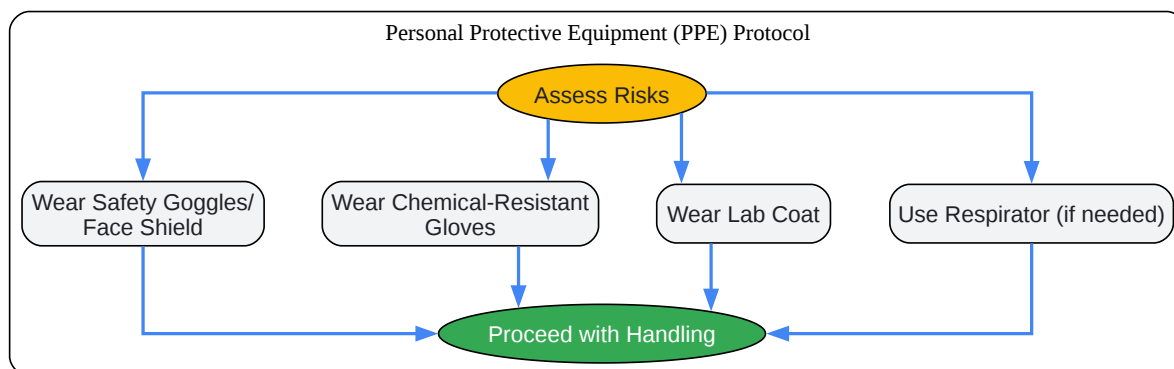 Personal Protective Equipment (PPE) Protocol
Assess Risks
Wear Safety Goggles/
Face Shield
Wear Chemical-Resistant
Gloves
Wear Lab Coat
Use Respirator (if needed)
Proceed with Handling